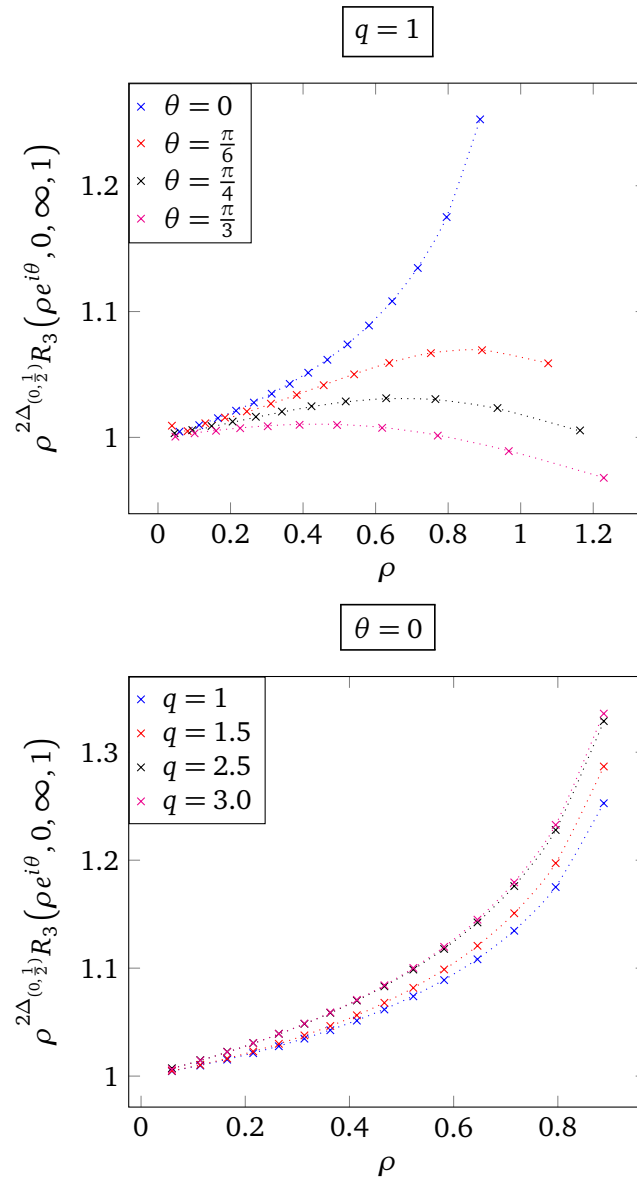 q = 1
θ = 0
θ = π/6
θ = π/4
θ = π/3
1.2
1.1
1
0 0.2 0.4 0.6 0.8 1 1.2
ρ
ρ^{2Δ_{(0,1/2)}} R_3(ρe^{iθ}, 0, ∞, 1)
θ = 0
q = 1
q = 1.5
q = 2.5
q = 3.0
1.3
1.2
1.1
1
0 0.2 0.4 0.6 0.8
ρ
ρ^{2Δ_{(0,1/2)}} R_3(ρe^{iθ}, 0, ∞, 1)